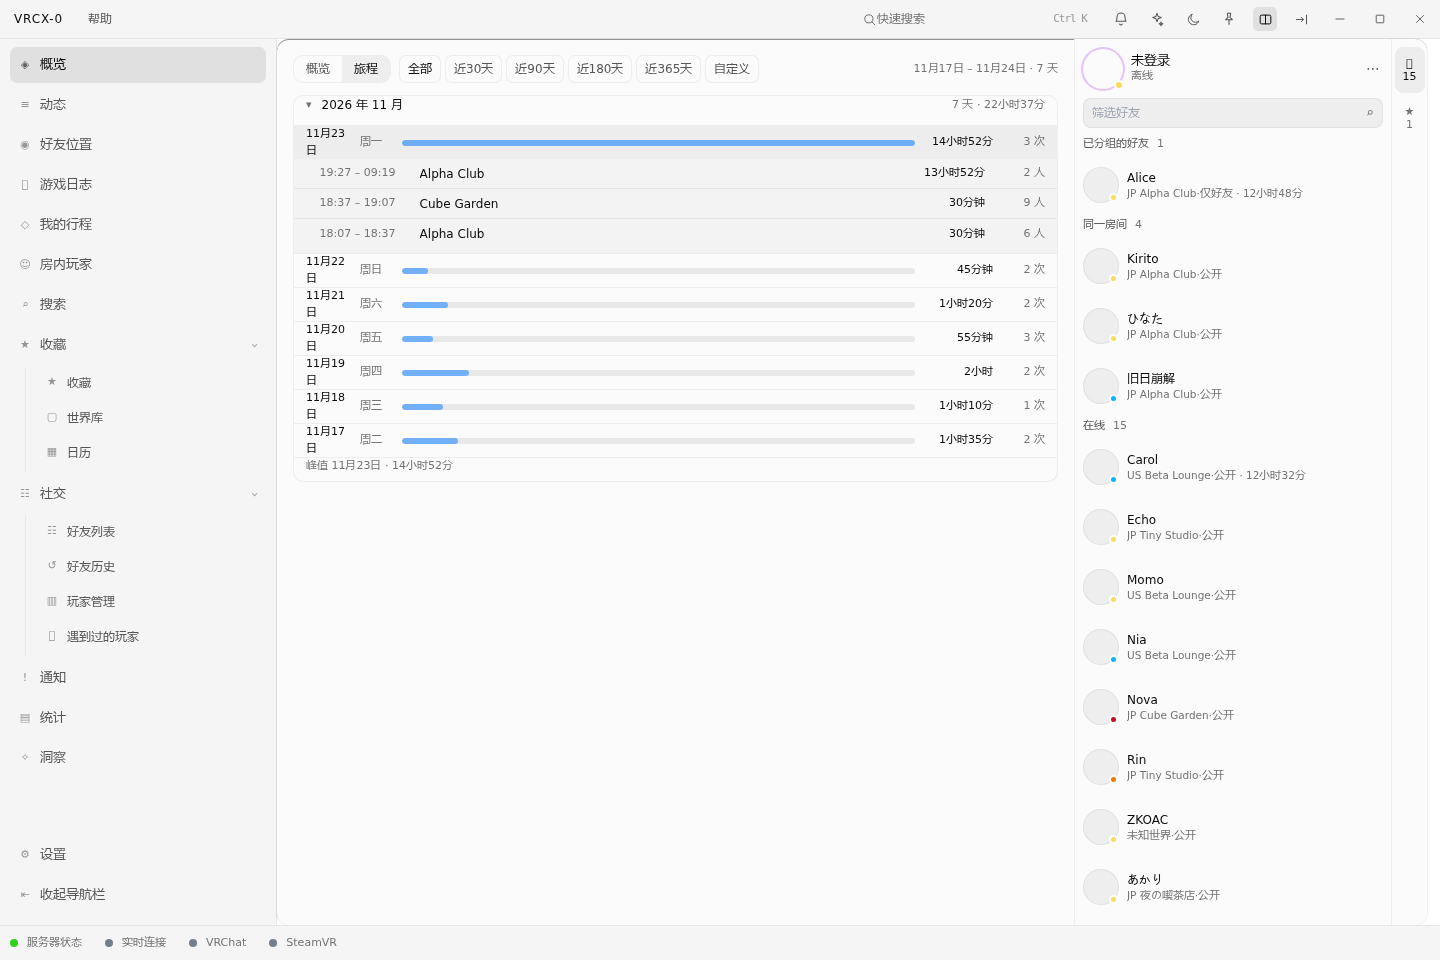 VRCX-0 帮助 快速搜索 Ctrl K
概览
动态
好友位置
游戏日志
我的行程
房内玩家
搜索
收藏
收藏
世界库
日历
社交
好友列表
好友历史
玩家管理
遇到过的玩家
通知
统计
洞察
设置
收起导航栏
概览 旅程 全部 近30天 近90天 近180天 近365天 自定义 11月17日 – 11月24日 · 7 天
2026 年 11 月 7 天 · 22小时37分
11月23日 周一 14小时52分 3 次
19:27 – 09:19 Alpha Club 13小时52分 2 人
18:37 – 19:07 Cube Garden 30分钟 9 人
18:07 – 18:37 Alpha Club 30分钟 6 人
11月22日 周日 45分钟 2 次
11月21日 周六 1小时20分 2 次
11月20日 周五 55分钟 3 次
11月19日 周四 2小时 2 次
11月18日 周三 1小时10分 1 次
11月17日 周二 1小时35分 2 次
峰值 11月23日 · 14小时52分
未登录
离线
筛选好友
已分组的好友 1
Alice
JP Alpha Club·仅好友 · 12小时48分
同一房间 4
Kirito
JP Alpha Club·公开
ひなた
JP Alpha Club·公开
旧日崩解
JP Alpha Club·公开
在线 15
Carol
US Beta Lounge·公开 · 12小时32分
Echo
JP Tiny Studio·公开
Momo
US Beta Lounge·公开
Nia
US Beta Lounge·公开
Nova
JP Cube Garden·公开
Rin
JP Tiny Studio·公开
ZKOAC
未知世界·公开
あかり
JP 夜の喫茶店·公开
15
1
服务器状态 实时连接 VRChat SteamVR